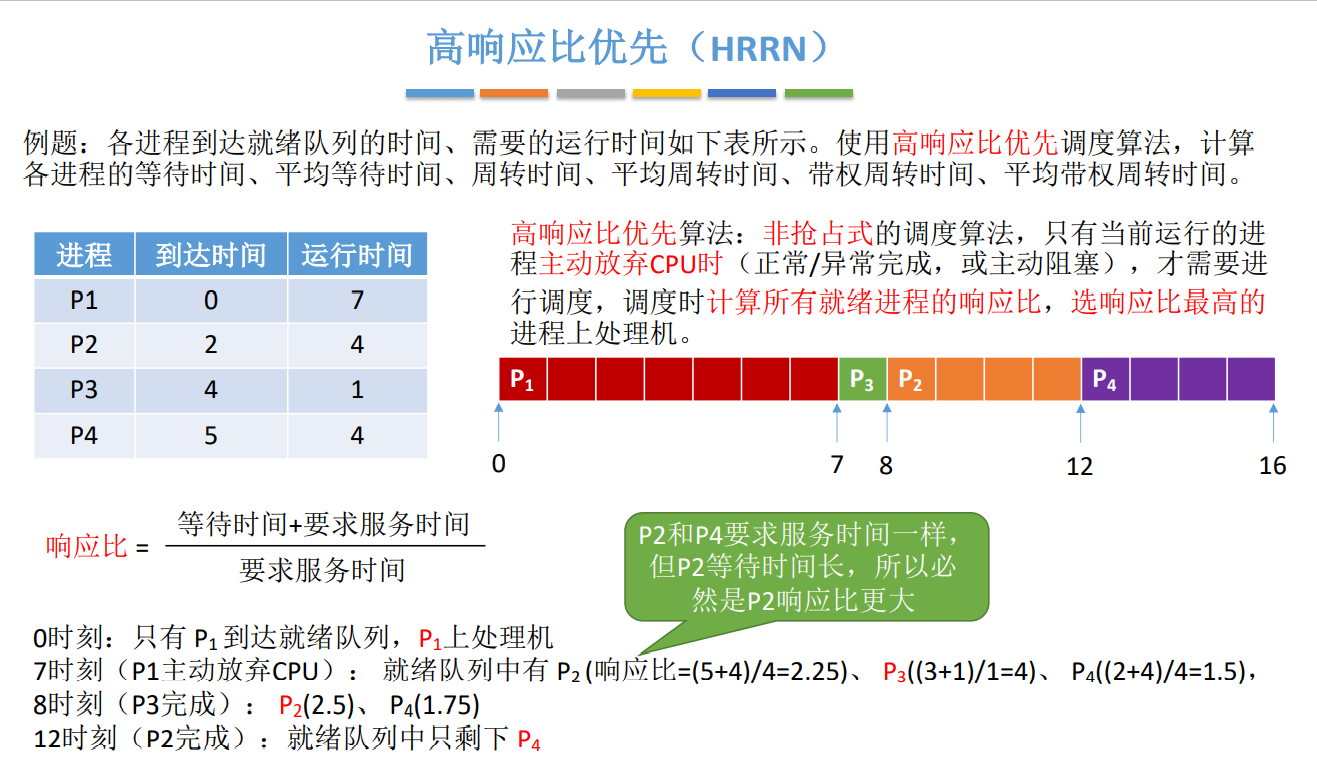 高响应比优先（HRRN）
例题：各进程到达就绪队列的时间、需要的运行时间如下表所示。使用高响应比优先调度算法，计算
各进程的等待时间、平均等待时间、周转时间、平均周转时间、带权周转时间、平均带权周转时间。
进程 到达时间 运行时间
P1 0 7
P2 2 4
P3 4 1
P4 5 4
高响应比优先算法：非抢占式的调度算法，只有当前运行的进
程主动放弃CPU时（正常/异常完成，或主动阻塞），才需要进
行调度，调度时计算所有就绪进程的响应比，选响应比最高的
进程上处理机。
P₁ P₃ P₂ P₄
0 7 8 12 16
响应比 =
等待时间+要求服务时间
要求服务时间
P2和P4要求服务时间一样，
但P2等待时间长，所以必
然是P2响应比更大
0时刻：只有 P₁ 到达就绪队列，P₁上处理机
7时刻（P1主动放弃CPU）： 就绪队列中有 P₂ (响应比=(5+4)/4=2.25)、 P₃((3+1)/1=4)、 P₄((2+4)/4=1.5)，
8时刻（P3完成）： P₂(2.5)、 P₄(1.75)
12时刻（P2完成）：就绪队列中只剩下 P₄